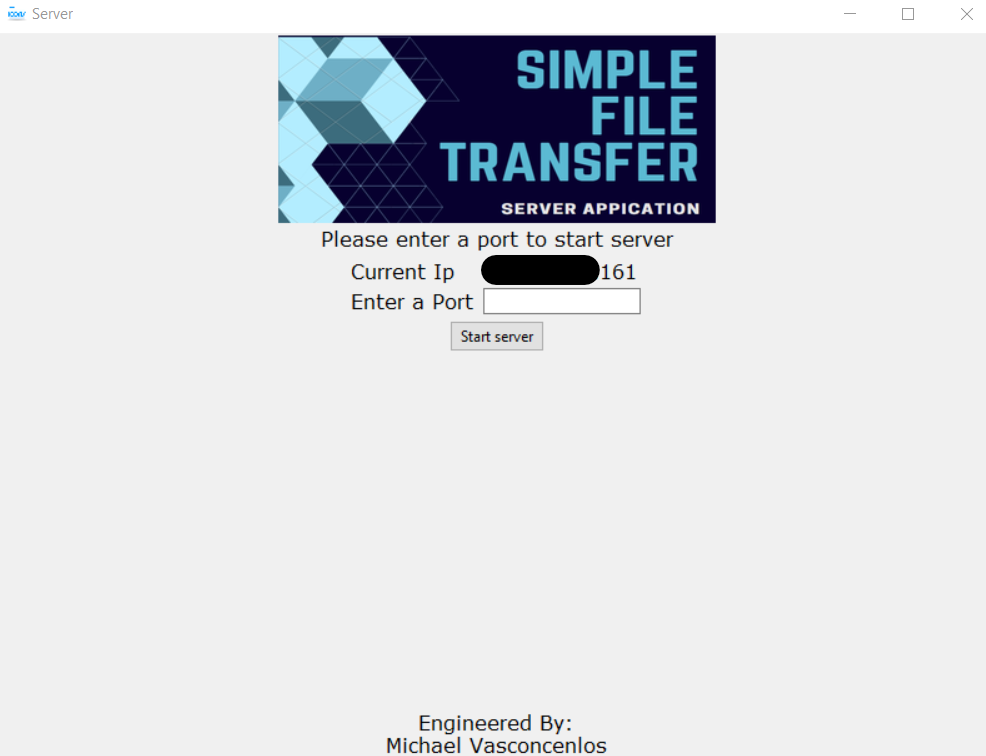 Server
SIMPLE
FILE
TRANSFER
SERVER APPICATION
Please enter a port to start server
Current Ip 161
Enter a Port
Start server
Engineered By:
Michael Vasconcenlos